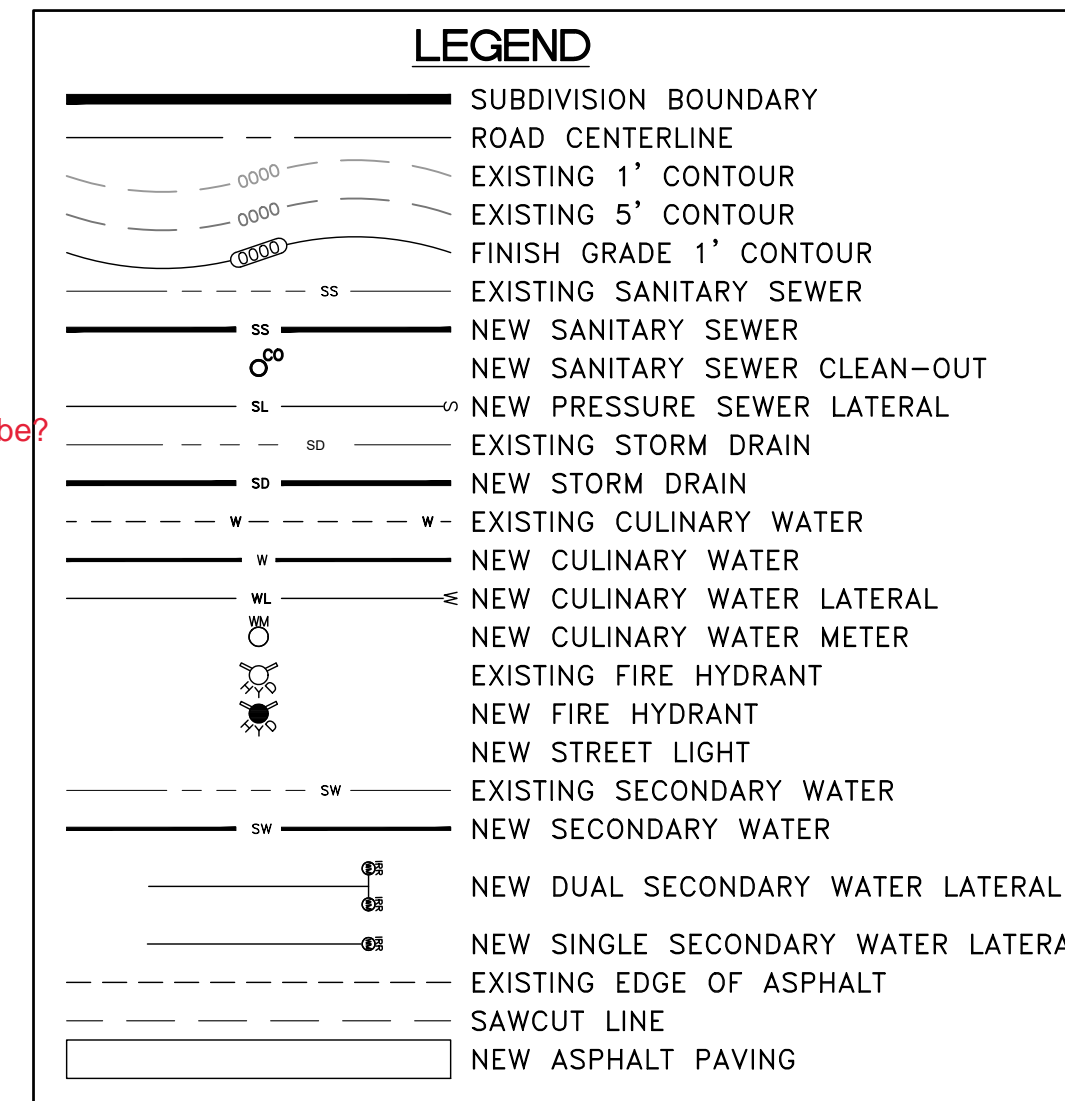 LEGEND
SUBDIVISION BOUNDARY
ROAD CENTERLINE
0000 EXISTING 1' CONTOUR
0000 EXISTING 5' CONTOUR
0000 FINISH GRADE 1' CONTOUR
SS EXISTING SANITARY SEWER
SS NEW SANITARY SEWER
CO NEW SANITARY SEWER CLEAN-OUT
SL S NEW PRESSURE SEWER LATERAL
be?
SD EXISTING STORM DRAIN
SD NEW STORM DRAIN
W W EXISTING CULINARY WATER
W NEW CULINARY WATER
WL W NEW CULINARY WATER LATERAL
WM NEW CULINARY WATER METER
HYD EXISTING FIRE HYDRANT
HYD NEW FIRE HYDRANT
NEW STREET LIGHT
SW EXISTING SECONDARY WATER
SW NEW SECONDARY WATER
IRR
IRR
NEW DUAL SECONDARY WATER LATERAL
IRR NEW SINGLE SECONDARY WATER LATERA
EXISTING EDGE OF ASPHALT
SAWCUT LINE
NEW ASPHALT PAVING